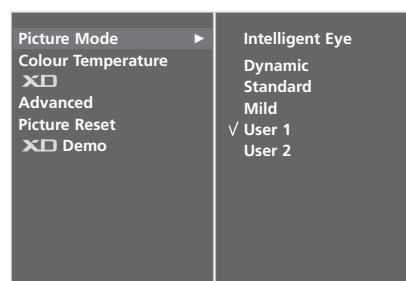 Picture Mode ►
Colour Temperature
XD
Advanced
Picture Reset
XD Demo
Intelligent Eye
Dynamic
Standard
Mild
√ User 1
User 2